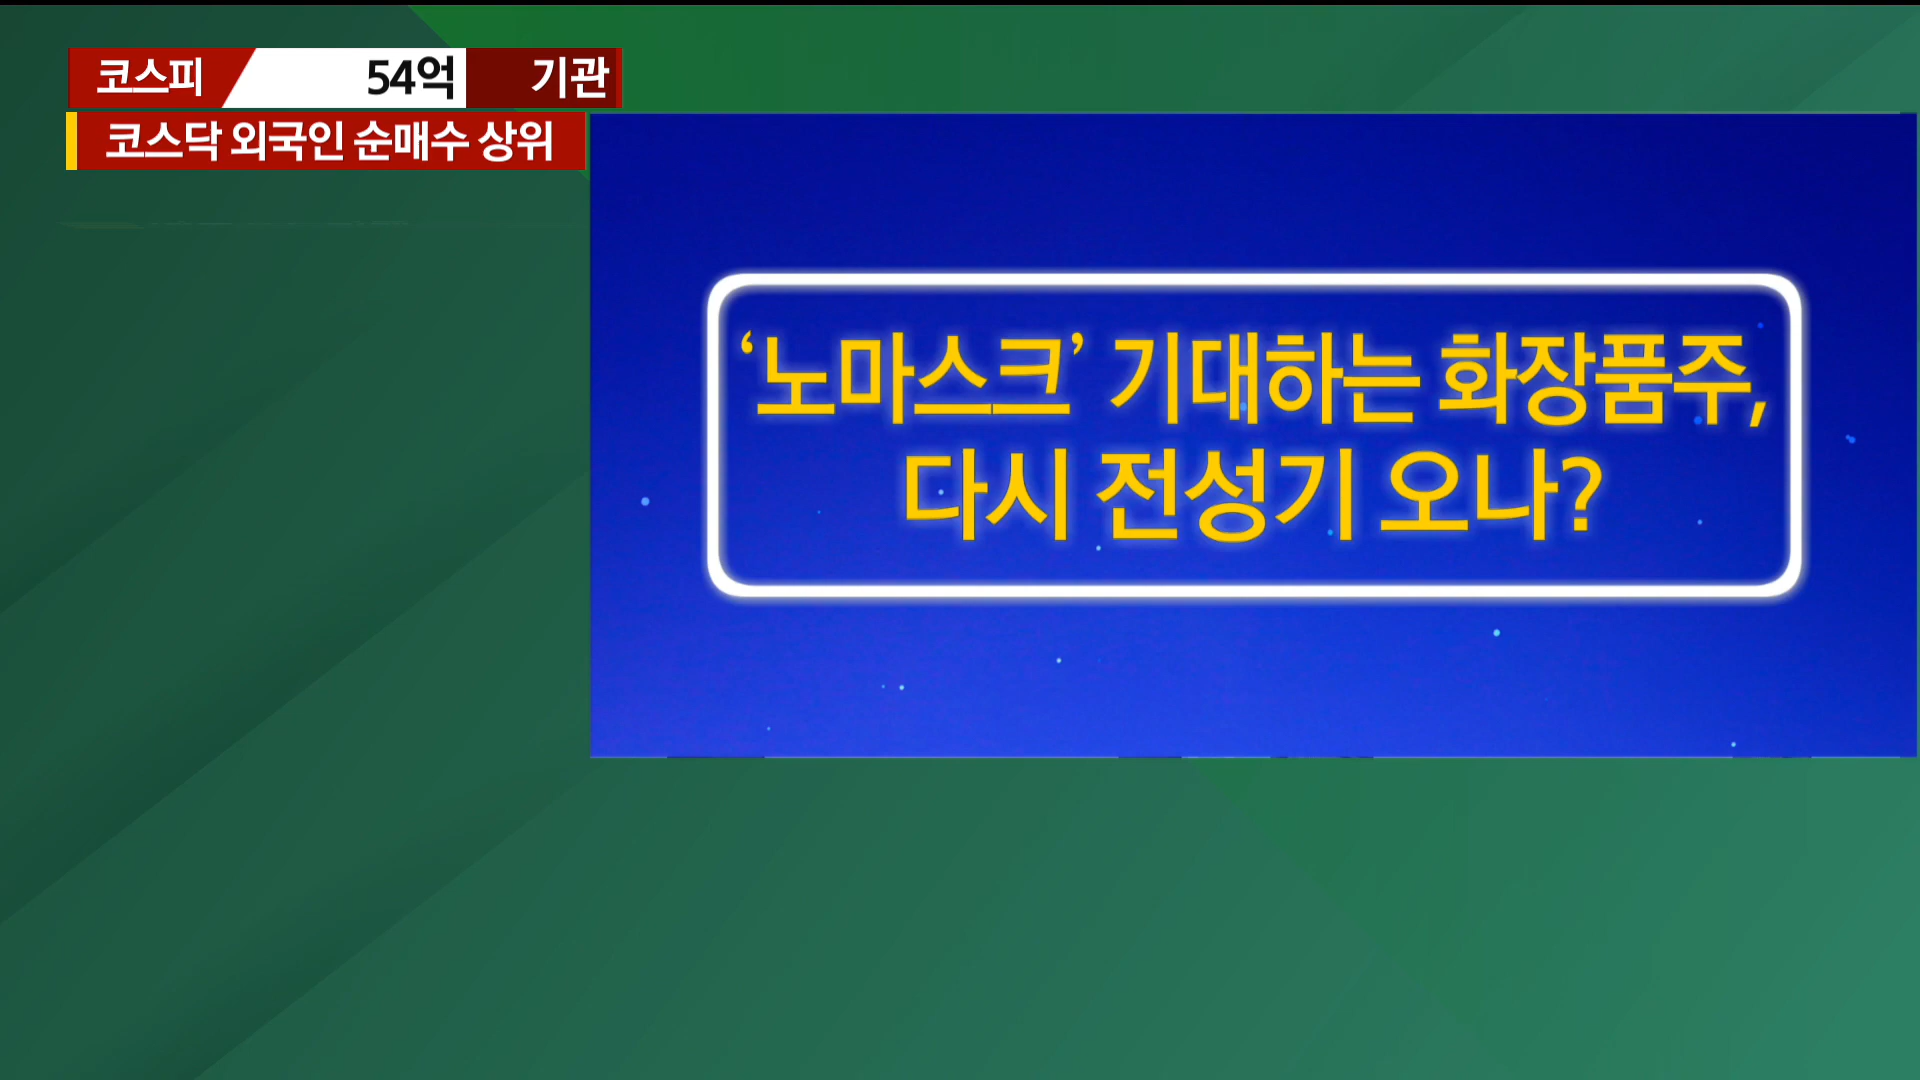 코스피 54억 기관
코스닥 외국인 순매수 상위
‘노마스크’ 기대하는 화장품주,
다시 전성기 오나?